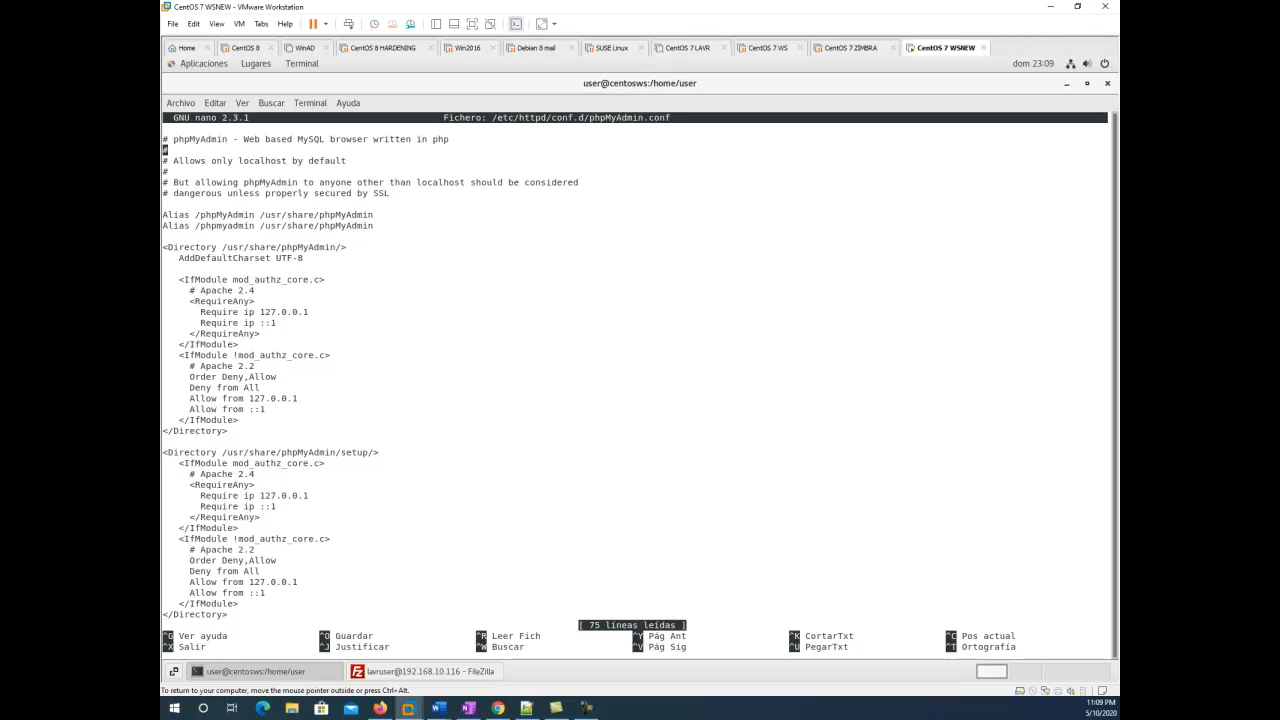 CentOS 7 WSNEW - VMware Workstation
File Edit View VM Tabs Help
Home CentOS 8 WinAD CentOS 8 HARDENING Win2016 Debian 8 mail SUSE Linux CentOS 7 LAVR CentOS 7 WS CentOS 7 ZIMBRA CentOS 7 WSNEW
Aplicaciones Lugares Terminal dom 23:09
user@centosws:/home/user
Archivo Editar Ver Buscar Terminal Ayuda
GNU nano 2.3.1 Fichero: /etc/httpd/conf.d/phpMyAdmin.conf
# phpMyAdmin - Web based MySQL browser written in php
#
# Allows only localhost by default
#
# But allowing phpMyAdmin to anyone other than localhost should be considered
# dangerous unless properly secured by SSL
Alias /phpMyAdmin /usr/share/phpMyAdmin
Alias /phpmyadmin /usr/share/phpMyAdmin
<Directory /usr/share/phpMyAdmin/>
AddDefaultCharset UTF-8
<IfModule mod_authz_core.c>
# Apache 2.4
<RequireAny>
Require ip 127.0.0.1
Require ip ::1
</RequireAny>
</IfModule>
<IfModule !mod_authz_core.c>
# Apache 2.2
Order Deny,Allow
Deny from All
Allow from 127.0.0.1
Allow from ::1
</IfModule>
</Directory>
<Directory /usr/share/phpMyAdmin/setup/>
<IfModule mod_authz_core.c>
# Apache 2.4
<RequireAny>
Require ip 127.0.0.1
Require ip ::1
</RequireAny>
</IfModule>
<IfModule !mod_authz_core.c>
# Apache 2.2
Order Deny,Allow
Deny from All
Allow from 127.0.0.1
Allow from ::1
</IfModule>
</Directory>
[ 75 líneas leídas ]
^G Ver ayuda ^O Guardar ^R Leer Fich ^Y Pág Ant ^K CortarTxt ^C Pos actual
^X Salir ^J Justificar ^W Buscar ^V Pág Sig ^U PegarTxt ^T Ortografía
user@centosws:/home/user lavruser@192.168.10.116 - FileZilla
To return to your computer, move the mouse pointer outside or press Ctrl+Alt.
11:09 PM
5/10/2020